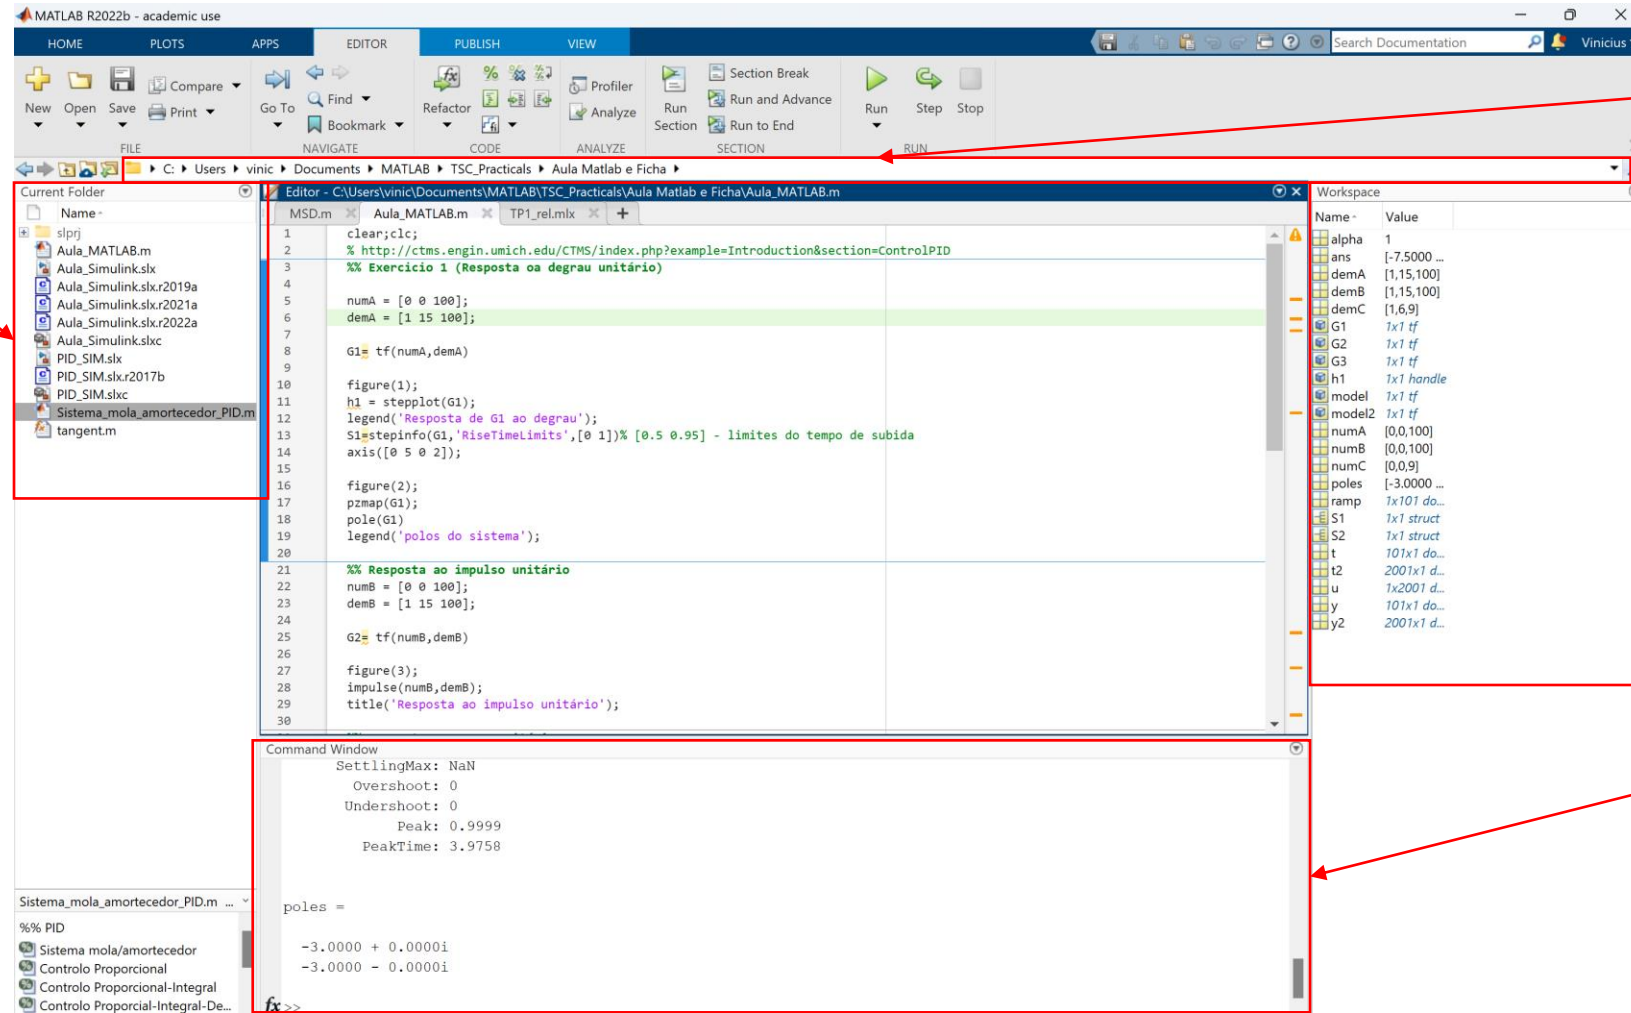 MATLAB R2022b - academic use
HOME PLOTS APPS EDITOR PUBLISH VIEW Search Documentation Vinicius
New Open Save Compare Print
Go To Find Bookmark
Refactor
Profiler Analyze
Run Section Section Break Run and Advance Run to End
Run Step Stop
FILE NAVIGATE CODE ANALYZE SECTION RUN
C: Users vinic Documents MATLAB TSC_Practicals Aula Matlab e Ficha
Current Folder
Name
slprj
Aula_MATLAB.m
Aula_Simulink.slx
Aula_Simulink.slx.r2019a
Aula_Simulink.slx.r2021a
Aula_Simulink.slx.r2022a
Aula_Simulink.slxc
PID_SIM.slx
PID_SIM.slx.r2017b
PID_SIM.slxc
Sistema_mola_amortecedor_PID.m
tangent.m
Sistema_mola_amortecedor_PID.m ...
%% PID
Sistema mola/amortecedor
Controlo Proporcional
Controlo Proporcional-Integral
Controlo Proporcial-Integral-De...
Editor - C:\Users\vinic\Documents\MATLAB\TSC_Practicals\Aula Matlab e Ficha\Aula_MATLAB.m
MSD.m Aula_MATLAB.m TP1_rel.mlx +
1 clear;clc;
2 % http://ctms.engin.umich.edu/CTMS/index.php?example=Introduction&section=ControlPID
3 %% Exercicio 1 (Resposta oa degrau unitário)
4
5 numA = [0 0 100];
6 demA = [1 15 100];
7
8 G1= tf(numA,demA)
9
10 figure(1);
11 h1 = stepplot(G1);
12 legend('Resposta de G1 ao degrau');
13 S1=stepinfo(G1,'RiseTimeLimits',[0 1])% [0.5 0.95] - limites do tempo de subida
14 axis([0 5 0 2]);
15
16 figure(2);
17 pzmap(G1);
18 pole(G1)
19 legend('polos do sistema');
20
21 %% Resposta ao impulso unitário
22 numB = [0 0 100];
23 demB = [1 15 100];
24
25 G2= tf(numB,demB)
26
27 figure(3);
28 impulse(numB,demB);
29 title('Resposta ao impulso unitário');
30
Command Window
SettlingMax: NaN
Overshoot: 0
Undershoot: 0
Peak: 0.9999
PeakTime: 3.9758
poles =
-3.0000 + 0.0000i
-3.0000 - 0.0000i
fx >>
Workspace
Name Value
alpha 1
ans [-7.5000 ...
demA [1,15,100]
demB [1,15,100]
demC [1,6,9]
G1 1x1 tf
G2 1x1 tf
G3 1x1 tf
h1 1x1 handle
model 1x1 tf
model2 1x1 tf
numA [0,0,100]
numB [0,0,100]
numC [0,0,9]
poles [-3.0000 ...
ramp 1x101 do...
S1 1x1 struct
S2 1x1 struct
t 101x1 do...
t2 2001x1 d...
u 1x2001 d...
y 101x1 do...
y2 2001x1 d...